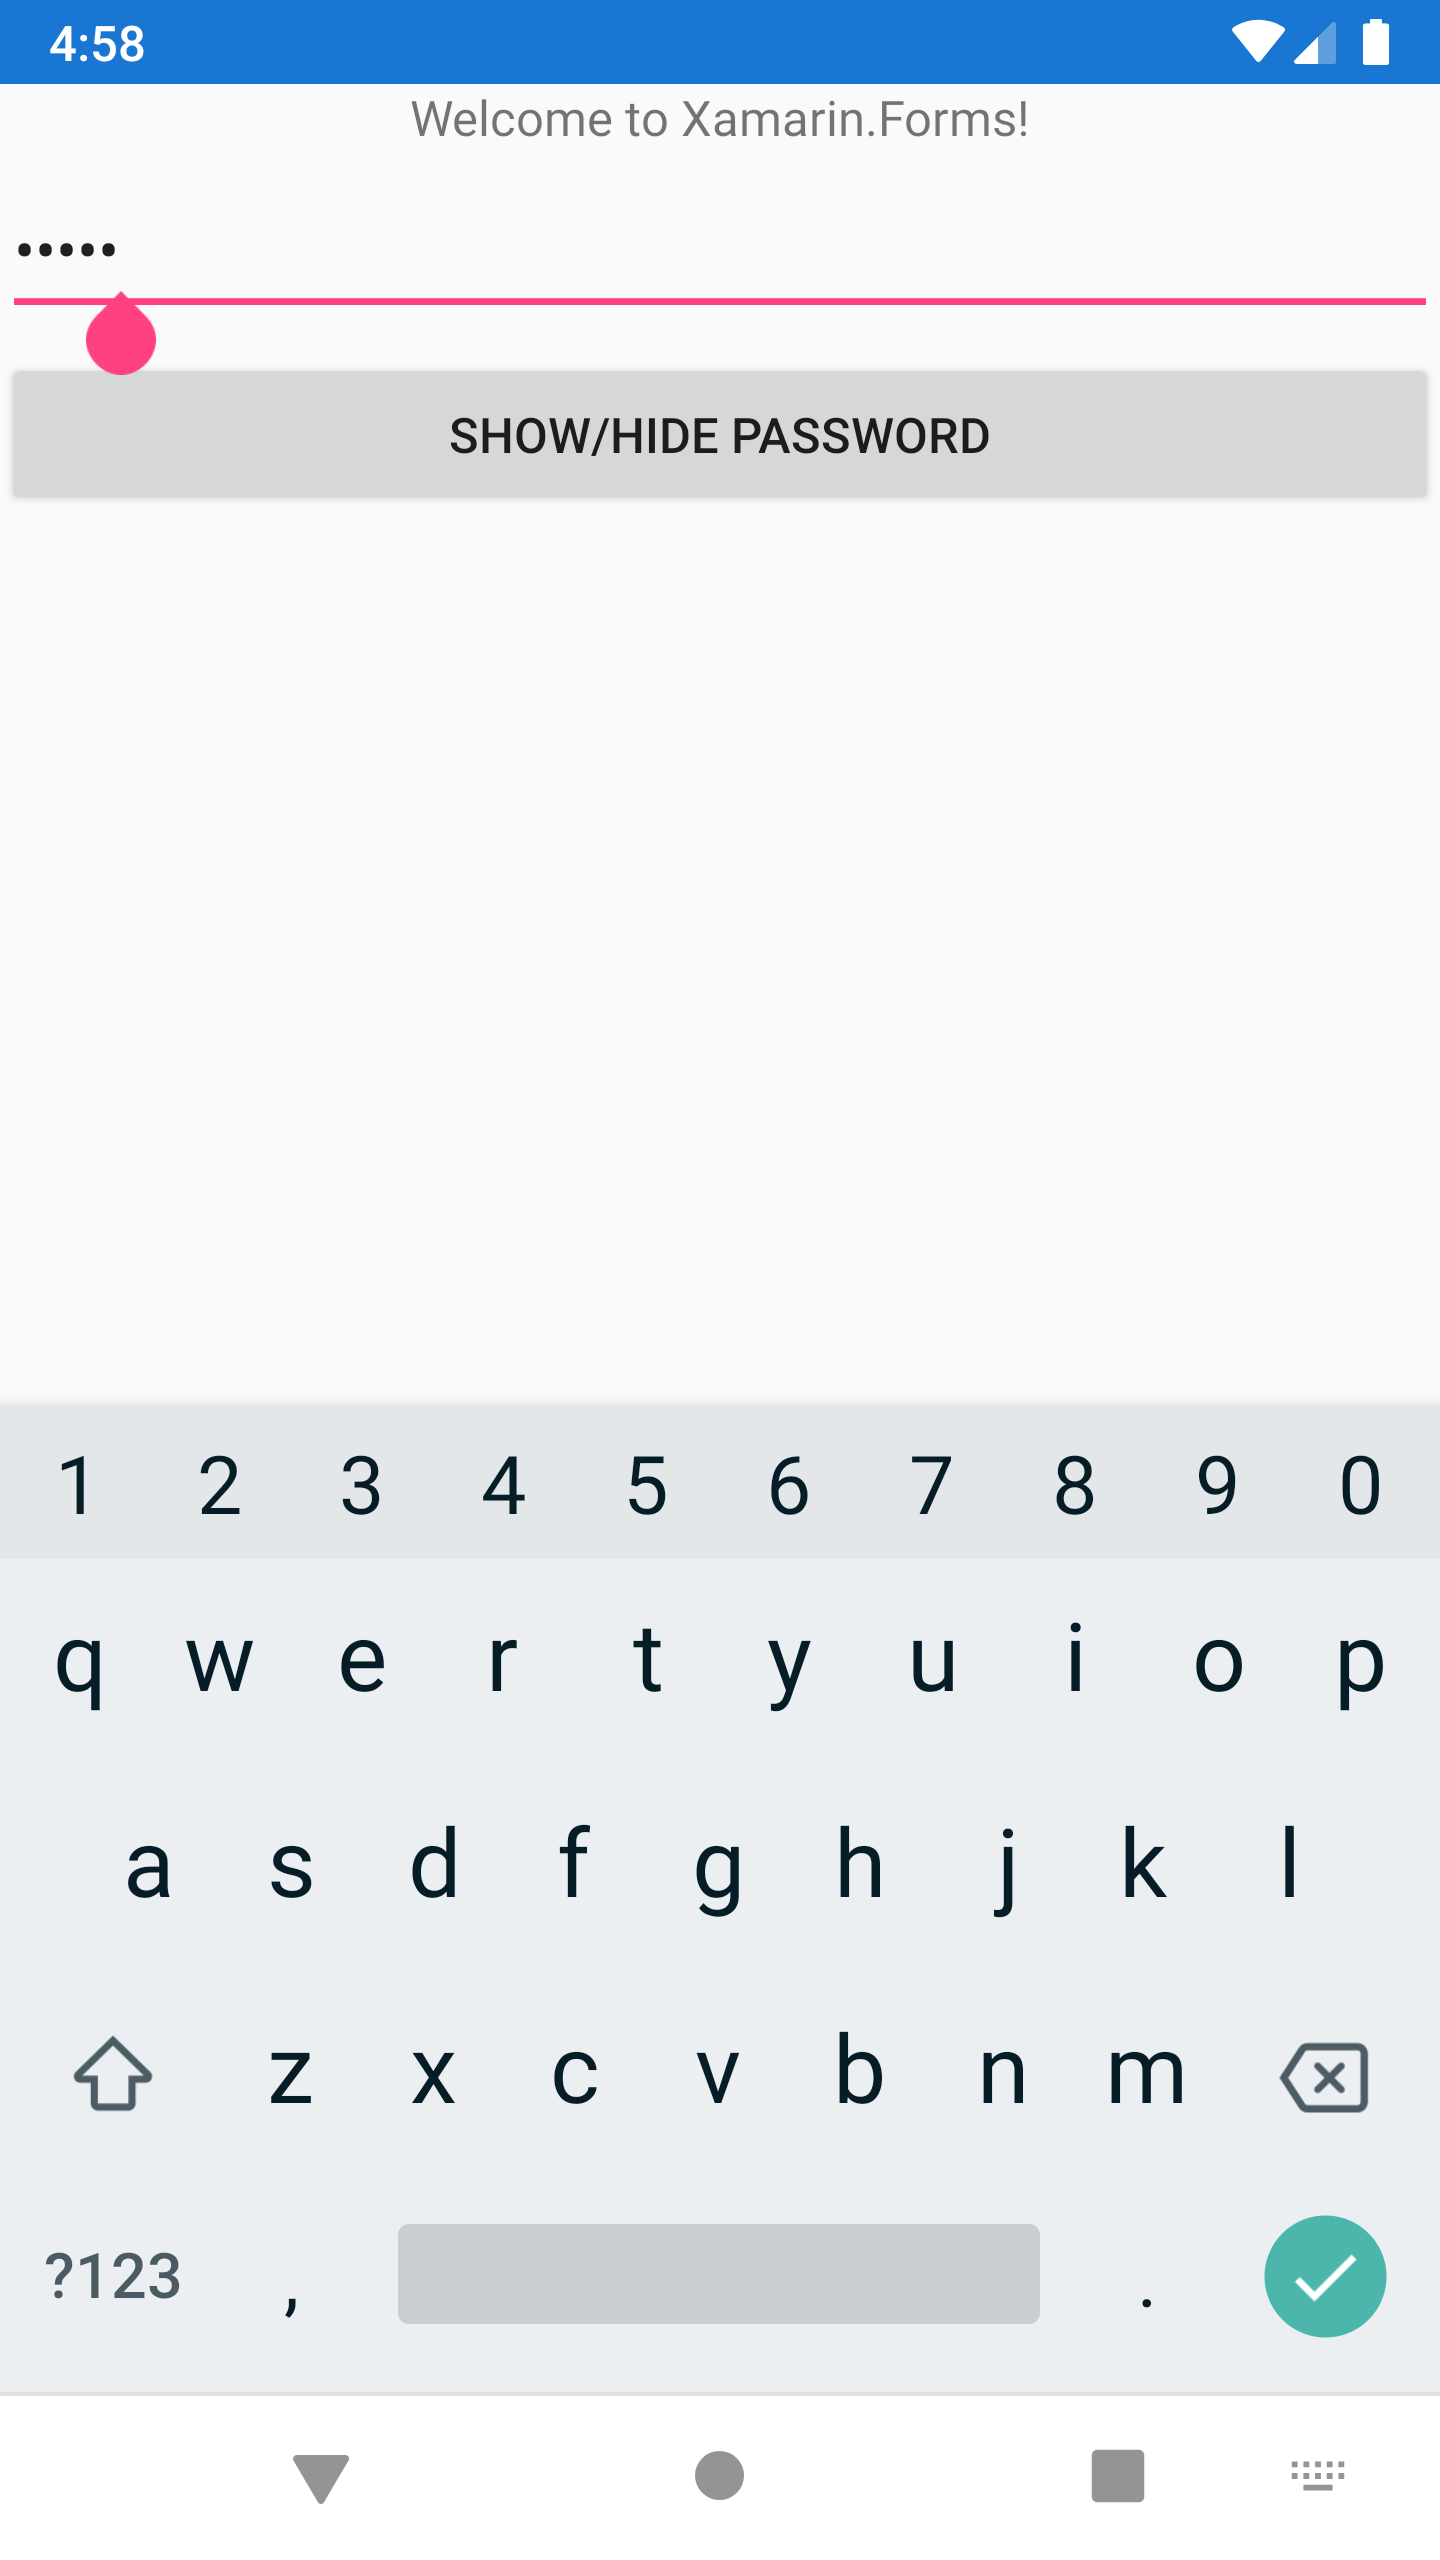 4:58
Welcome to Xamarin.Forms!
•••••
SHOW/HIDE PASSWORD
1 2 3 4 5 6 7 8 9 0
q w e r t y u i o p
a s d f g h j k l
z x c v b n m
?123 , .